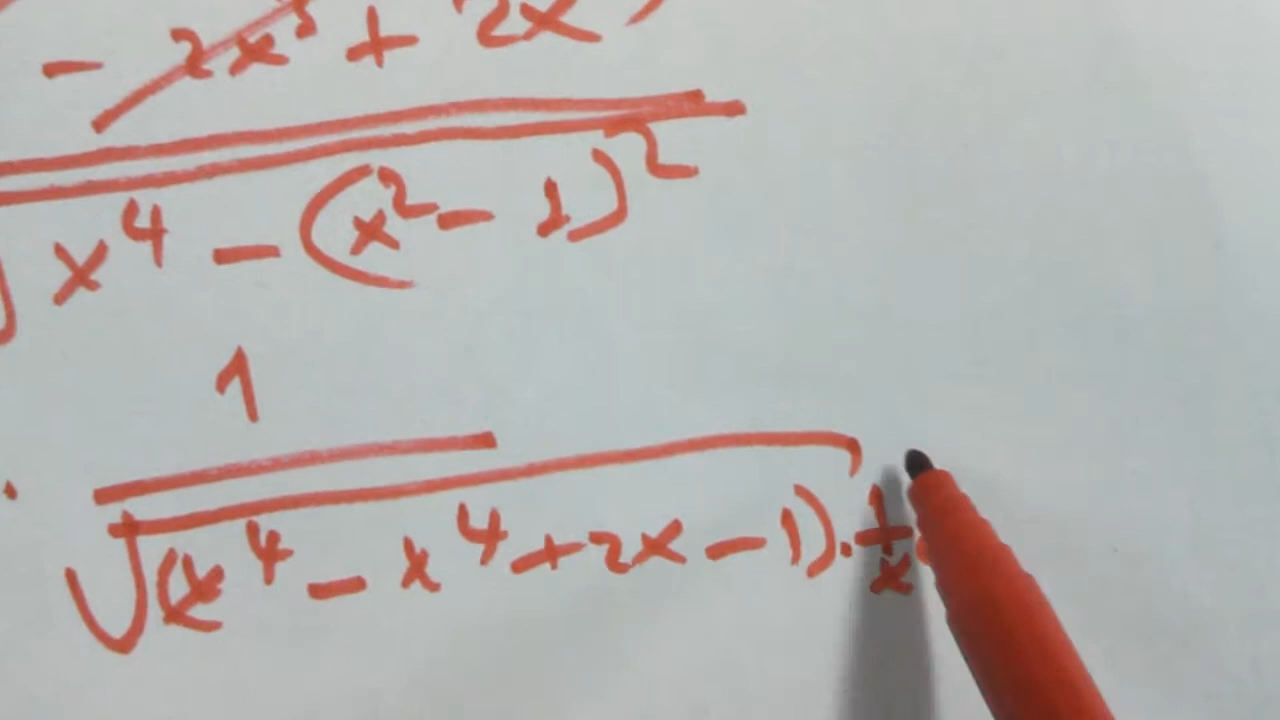 - 2x³ + 2x)
√x⁴ - (x² - 1)²
1
√(x⁴ - x⁴ + 2x - 1) · 1/x